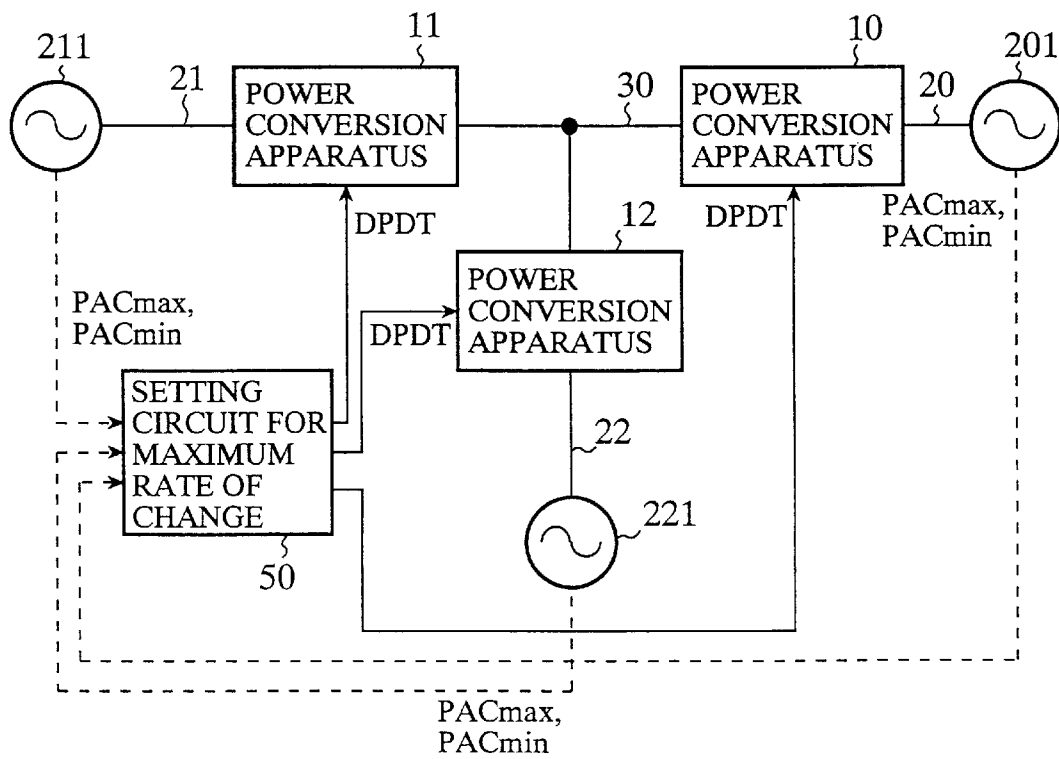 211
21
11
POWER
CONVERSION
APPARATUS
30
10
POWER
CONVERSION
APPARATUS
20
201
DPDT
DPDT
PACmax,
PACmin
12
POWER
CONVERSION
APPARATUS
DPDT
PACmax,
PACmin
SETTING
CIRCUIT FOR
MAXIMUM
RATE OF
CHANGE
50
22
221
PACmax,
PACmin